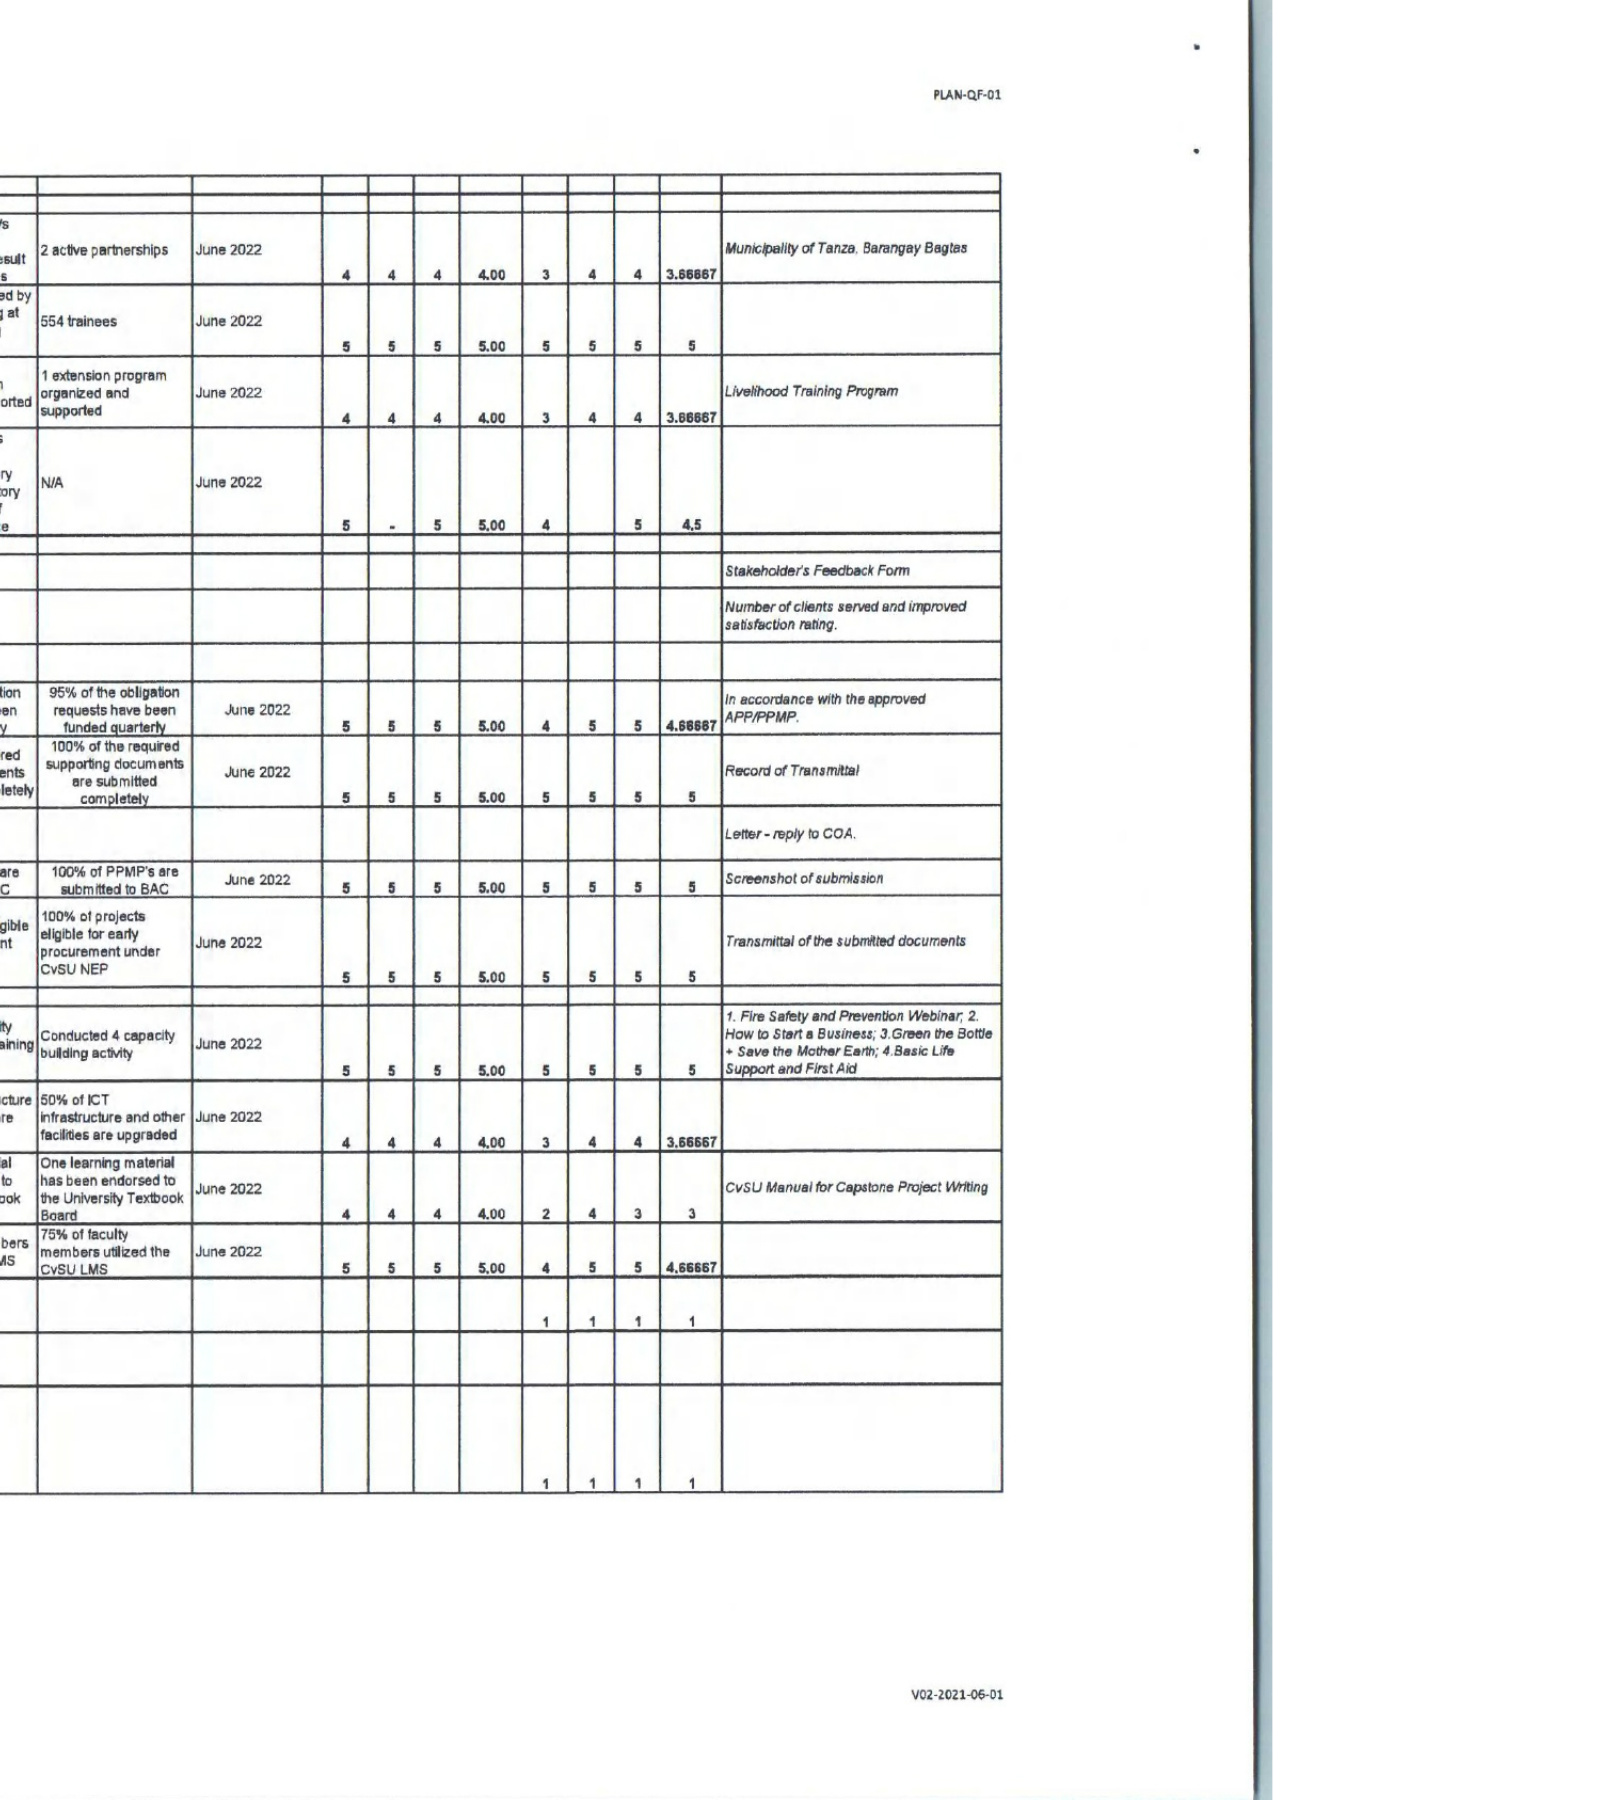 PLAN-QF-01
esult
2 active partnerships
June 2022
4 4 4 4.00 3 4 4 3.66667
Municipality of Tanza, Barangay Bagtas
ed by
at
554 trainees
June 2022
5 5 5 5.00 5 5 5 5
orted
1 extension program
organized and
supported
June 2022
4 4 4 4.00 3 4 4 3.66667
Livelihood Training Program
ry
tory
e
N/A
June 2022
5 - 5 5.00 4 5 4.5
Stakeholder's Feedback Form
Number of clients served and improved
satisfaction rating.
tion
en
y
95% of the obligation
requests have been
funded quarterly
June 2022
5 5 5 5.00 4 5 5 4.66667
In accordance with the approved
APP/PPMP.
red
ents
letely
100% of the required
supporting documents
are submitted
completely
June 2022
5 5 5 5.00 5 5 5 5
Record of Transmittal
Letter - reply to COA.
are
C
100% of PPMP's are
submitted to BAC
June 2022
5 5 5 5.00 5 5 5 5
Screenshot of submission
gible
nt
100% of projects
eligible for early
procurement under
CvSU NEP
June 2022
5 5 5 5.00 5 5 5 5
Transmittal of the submitted documents
ity
aining
Conducted 4 capacity
building activity
June 2022
5 5 5 5.00 5 5 5 5
1. Fire Safety and Prevention Webinar; 2.
How to Start a Business; 3.Green the Bottle
+ Save the Mother Earth; 4.Basic Life
Support and First Aid
cture
re
50% of ICT
infrastructure and other
facilities are upgraded
June 2022
4 4 4 4.00 3 4 4 3.66667
ial
to
ook
One learning material
has been endorsed to
the University Textbook
Board
June 2022
4 4 4 4.00 2 4 3 3
CvSU Manual for Capstone Project Writing
bers
MS
75% of faculty
members utilized the
CvSU LMS
June 2022
5 5 5 5.00 4 5 5 4.66667
1 1 1 1
1 1 1 1
V02-2021-06-01